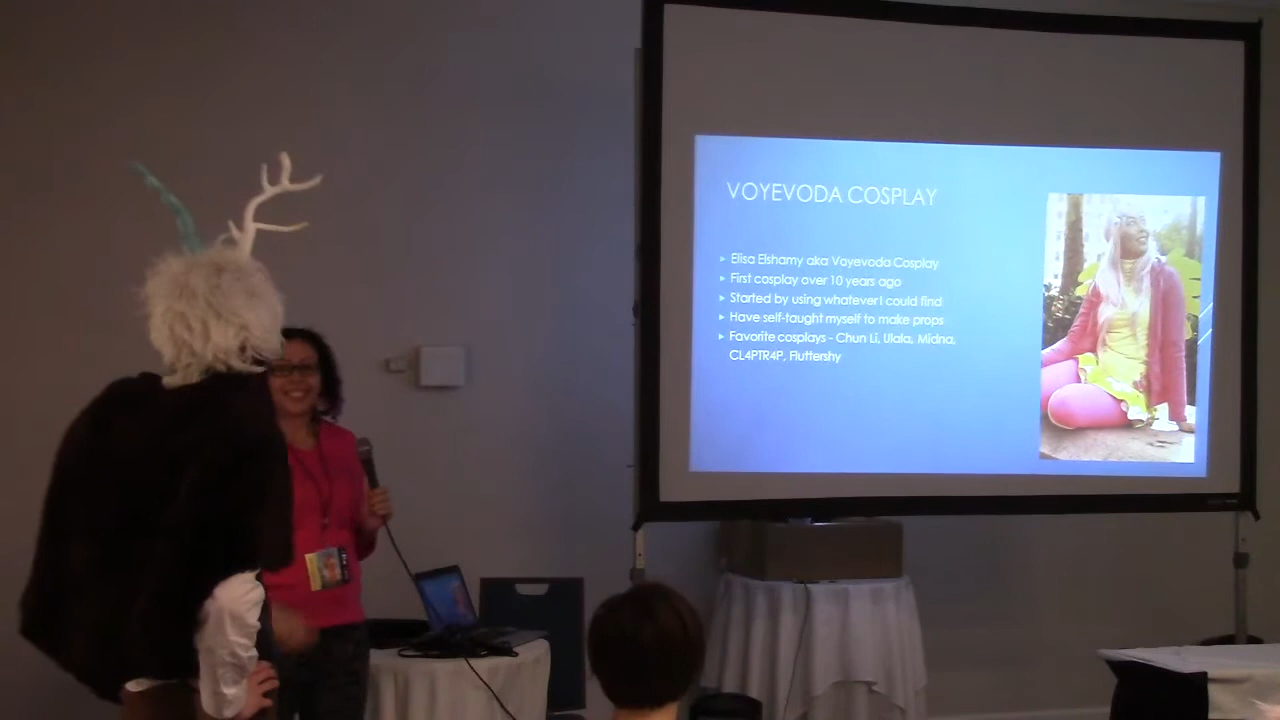 VOYEVODA COSPLAY
Elisa Elshamy aka Voyevoda Cosplay
First cosplay over 10 years ago
Started by using whatever I could find
Have self-taught myself to make props
Favorite cosplays - Chun Li, Ulala, Midna,
CL4PTR4P, Fluttershy